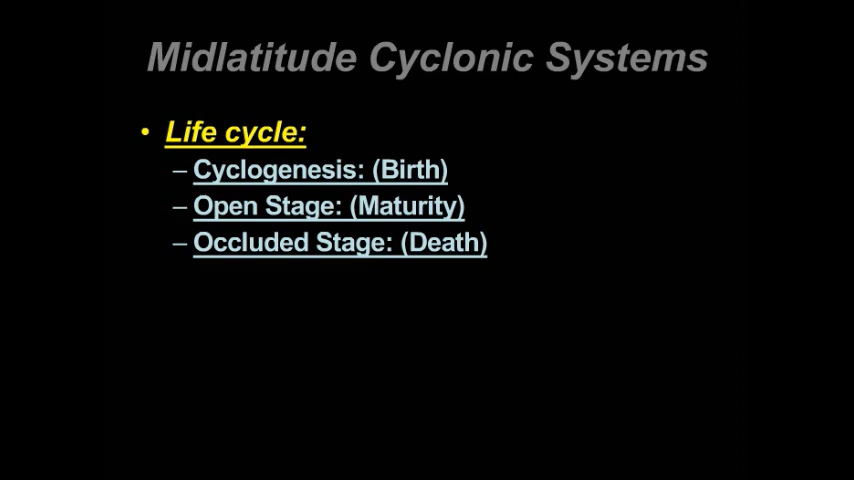 Midlatitude Cyclonic Systems
• Life cycle:
– Cyclogenesis: (Birth)
– Open Stage: (Maturity)
– Occluded Stage: (Death)